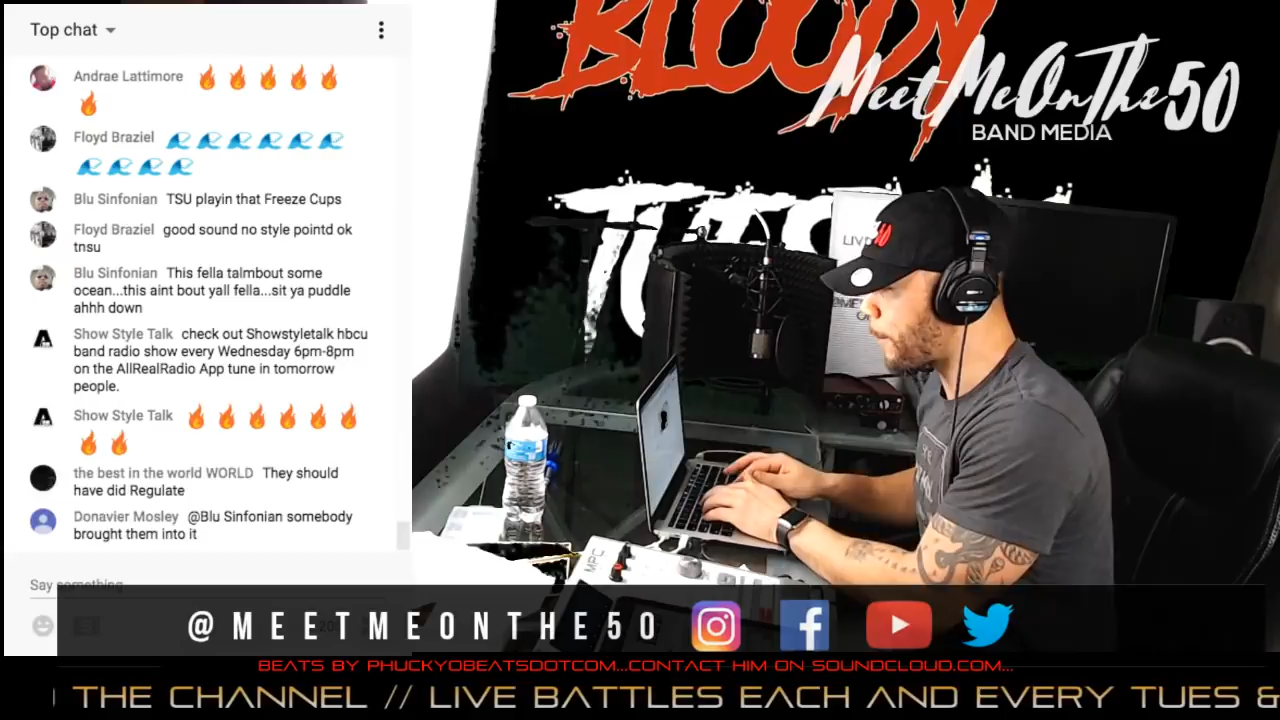 Top chat
Andrae Lattimore 🔥🔥🔥🔥🔥
🔥
Floyd Braziel 🌊🌊🌊🌊🌊🌊
🌊🌊🌊🌊
Blu Sinfonian TSU playin that Freeze Cups
Floyd Braziel good sound no style pointd ok
tnsu
Blu Sinfonian This fella talmbout some
ocean...this aint bout yall fella...sit ya puddle
ahhh down
Show Style Talk check out Showstyletalk hbcu
band radio show every Wednesday 6pm-8pm
on the AllRealRadio App tune in tomorrow
people.
Show Style Talk 🔥🔥🔥🔥🔥🔥
🔥🔥
the best in the world WORLD They should
have did Regulate
Donavier Mosley @Blu Sinfonian somebody
brought them into it
Say something
BLOODY
MeetMeOnThe50
BAND MEDIA
MPC
@MEETMEONTHE50
BEATS BY PHUCKYOBEATSDOTCOM...CONTACT HIM ON SOUNDCLOUD.COM...
THE CHANNEL // LIVE BATTLES EACH AND EVERY TUES &